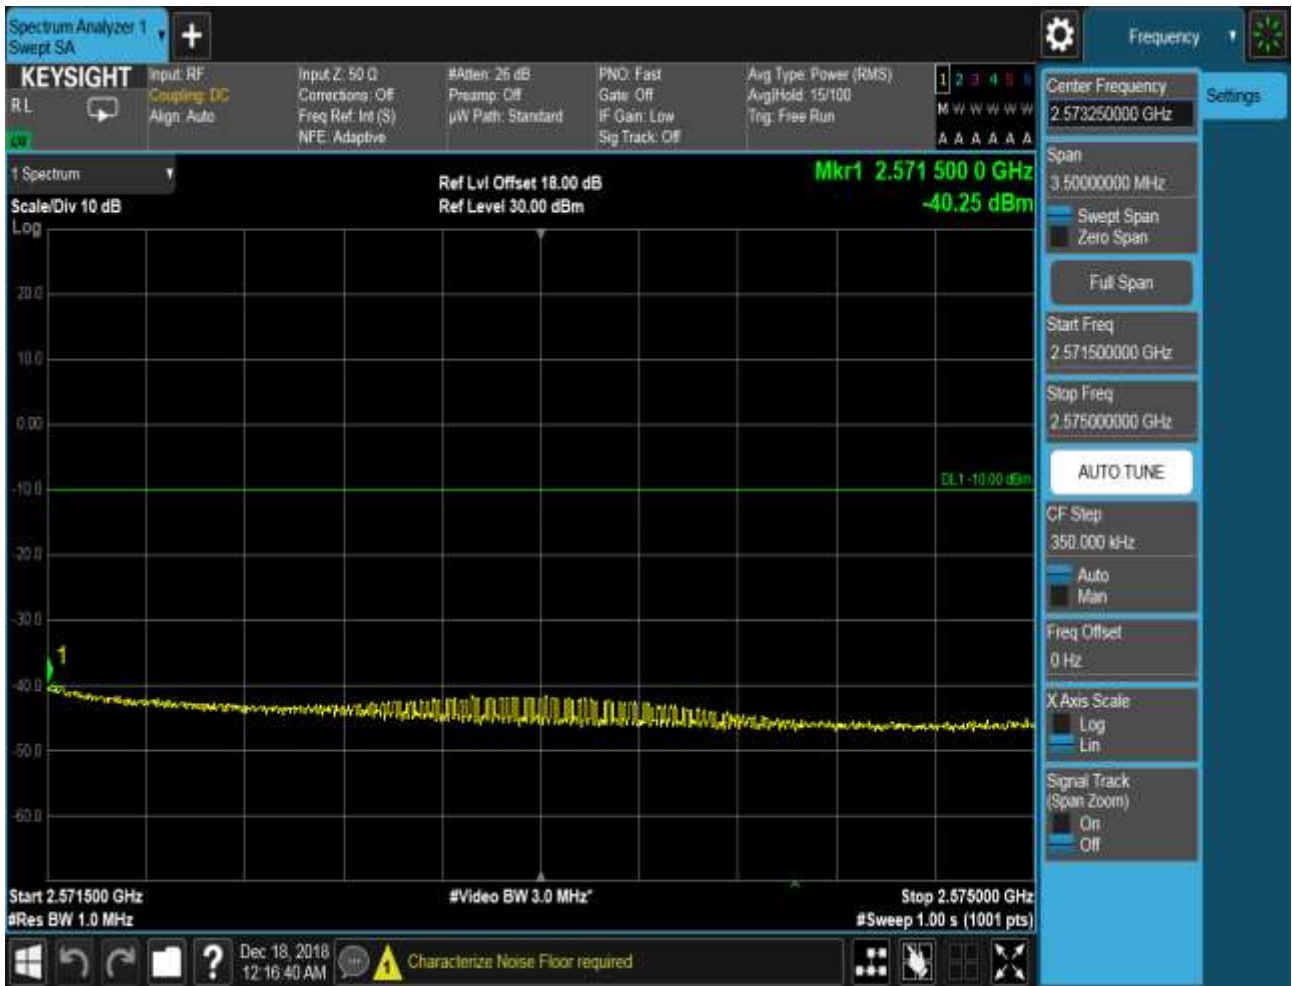 Spectrum Analyzer 1
Swept SA
Frequency
KEYSIGHT
R L
Input: RF
Coupling: DC
Align: Auto
Input Z: 50 Ω
Corrections: Off
Freq Ref: Int (S)
NFE: Adaptive
#Atten: 26 dB
Preamp: Off
µW Path: Standard
PNO: Fast
Gate: Off
IF Gain: Low
Sig Track: Off
Avg Type: Power (RMS)
Avg|Hold: 15/100
Trig: Free Run
1 2 3 4 5 6
M W W W W W
A A A A A A
1 Spectrum
Scale/Div 10 dB
Log
Ref Lvl Offset 18.00 dB
Ref Level 30.00 dBm
Mkr1 2.571 500 0 GHz
-40.25 dBm
20.0
10.0
0.00
-10.0
DL1 -10.00 dBm
-20.0
-30.0
1
-40.0
-50.0
-60.0
Start 2.571500 GHz
#Res BW 1.0 MHz
#Video BW 3.0 MHz*
Stop 2.575000 GHz
#Sweep 1.00 s (1001 pts)
Center Frequency
2.573250000 GHz
Settings
Span
3.50000000 MHz
Swept Span
Zero Span
Full Span
Start Freq
2.571500000 GHz
Stop Freq
2.575000000 GHz
AUTO TUNE
CF Step
350.000 kHz
Auto
Man
Freq Offset
0 Hz
X Axis Scale
Log
Lin
Signal Track
(Span Zoom)
On
Off
?
Dec 18, 2018
12:16:40 AM
1
Characterize Noise Floor required